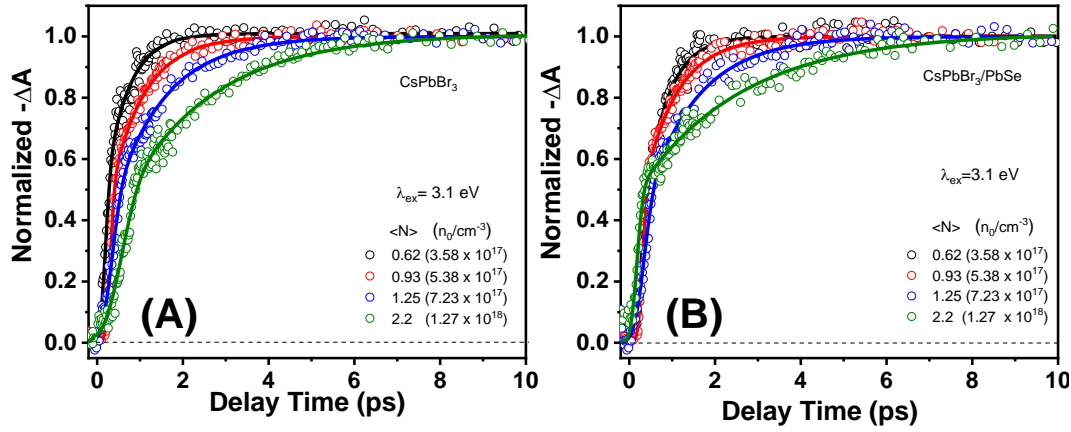 Normalized -ΔA
1.0
0.8
0.6
0.4
0.2
0.0
CsPbBr3
λex= 3.1 eV
<N> (n0/cm-3)
0.62 (3.58 x 10^17)
0.93 (5.38 x 10^17)
1.25 (7.23 x 10^17)
2.2 (1.27 x 10^18)
(A)
0 2 4 6 8 10
Delay Time (ps)
Normalized -ΔA
1.0
0.8
0.6
0.4
0.2
0.0
CsPbBr3/PbSe
λex=3.1 eV
<N> (n0/cm-3)
0.62 (3.58 x 10^17)
0.93 (5.38 x 10^17)
1.25 (7.23 x 10^17)
2.2 (1.27 x 10^18)
(B)
0 2 4 6 8 10
Delay Time (ps)